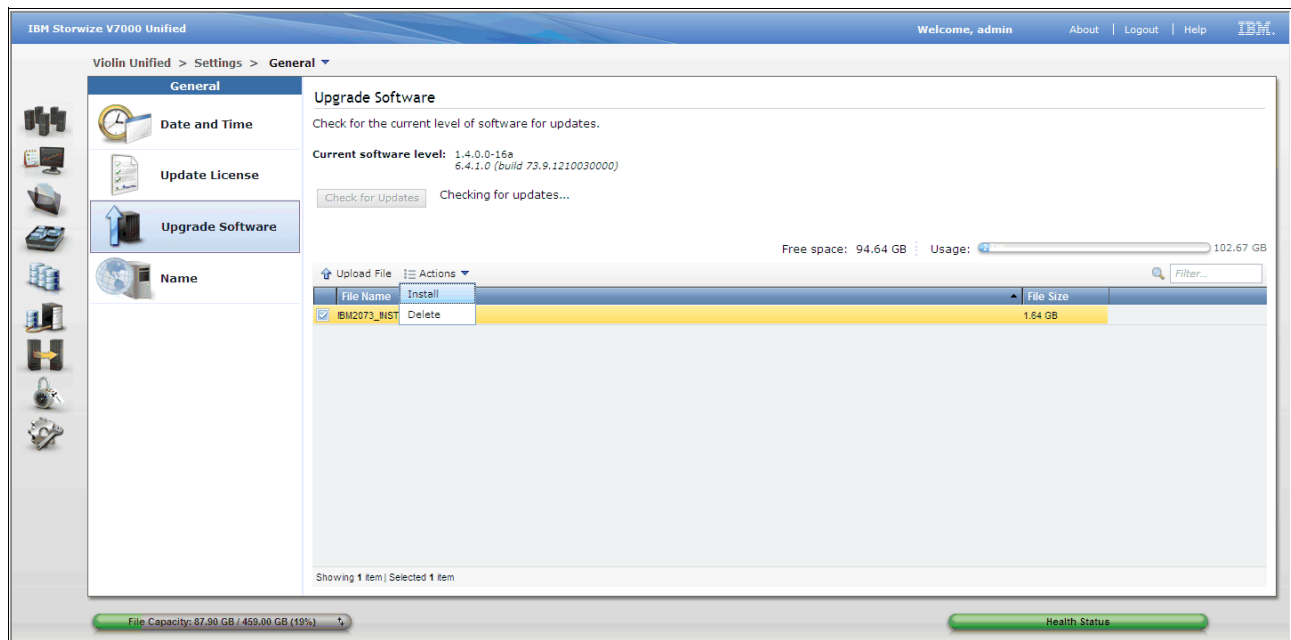 IBM Storwize V7000 Unified
Welcome, admin About | Logout | Help IBM.
Violin Unified > Settings > General
General
Date and Time
Update License
Upgrade Software
Name
Upgrade Software
Check for the current level of software for updates.
Current software level: 1.4.0.0-16a
6.4.1.0 (build 73.9.1210030000)
Check for Updates Checking for updates...
Free space: 94.64 GB Usage: 102.67 GB
Upload File Actions Filter...
File Name File Size
Install
Delete
IBM2073_INST 1.64 GB
Showing 1 item | Selected 1 item
File Capacity: 87.90 GB / 459.00 GB (19%) Health Status